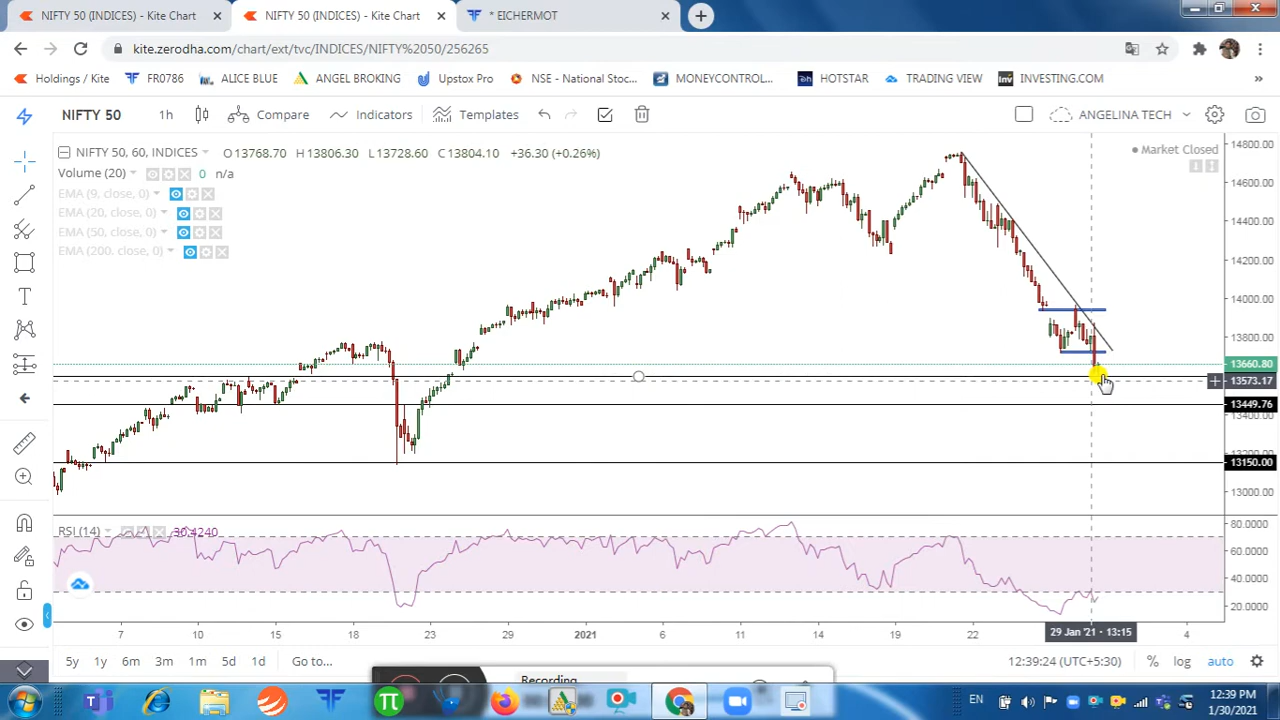 NIFTY 50 (INDICES) - Kite Chart × NIFTY 50 (INDICES) - Kite Chart × * EICHERMOT ×
kite.zerodha.com/chart/ext/tvc/INDICES/NIFTY%2050/256265
Holdings / Kite FR0786 ALICE BLUE ANGEL BROKING Upstox Pro NSE - National Stoc... MONEYCONTROL... HOTSTAR TRADING VIEW INVESTING.COM »
NIFTY 50 1h Compare Indicators Templates ANGELINA TECH
NIFTY 50, 60, INDICES O13768.70 H13806.30 L13728.60 C13804.10 +36.30 (+0.26%)
Market Closed
Volume (20) 0 n/a
EMA (9, close, 0)
EMA (20, close, 0)
EMA (50, close, 0)
EMA (200, close, 0)
14800.00
14600.00
14400.00
14200.00
14000.00
13800.00
13660.80
13573.17
13449.76
13400.00
13150.00
13000.00
RSI (14) 30.4240
80.0000
60.0000
40.0000
20.0000
7 10 15 18 23 29 2021 6 11 14 19 22 29 Jan '21 - 13:15 4
5y 1y 6m 3m 1m 5d 1d Go to... 12:39:24 (UTC+5:30) % log auto
Recording
EN 12:39 PM
1/30/2021